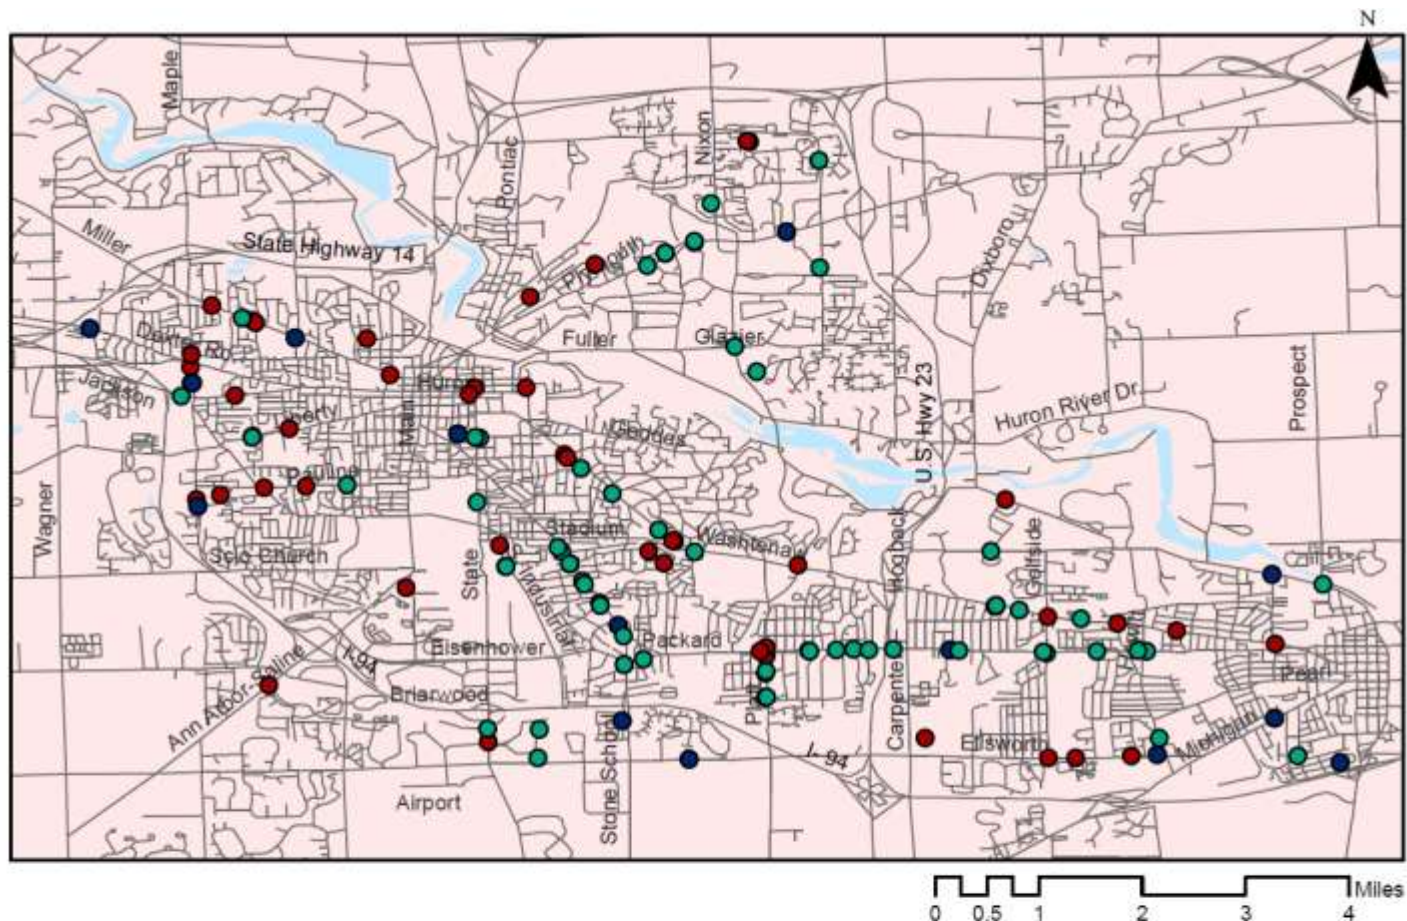 N
Maple
Pontiac
Nixon
Miller
State Highway 14
Plymouth
Dixboro
Dexter Rd
Fuller
Glazier
Jackson
Huron
U.S. Hwy 23
Prospect
Liberty
Main
Geddes
Huron River Dr.
Pauline
Wagner
Stadium
Washtenaw
Hogback
Golfside
Scio Church
State
Industrial
Packard
Eisenhower
I-94
Pearl
Ann Arbor-Saline
Briarwood
Platt
Carpenter
Ellsworth
Michigan
I- 94
Stone School
Airport
Miles
0 0.5 1 2 3 4